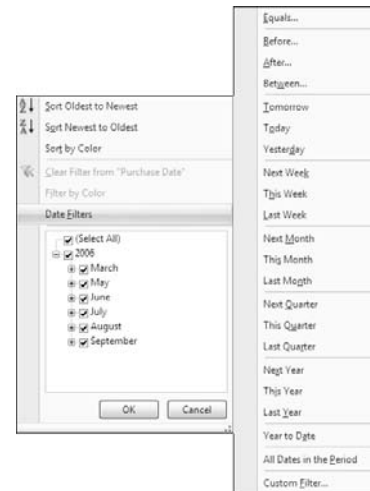 Sort Oldest to Newest
Sort Newest to Oldest
Sort by Color
Clear Filter from "Purchase Date"
Filter by Color
Date Filters
(Select All)
2006
March
May
June
July
August
September
OK
Cancel
Equals...
Before...
After...
Between...
Tomorrow
Today
Yesterday
Next Week
This Week
Last Week
Next Month
This Month
Last Month
Next Quarter
This Quarter
Last Quarter
Next Year
This Year
Last Year
Year to Date
All Dates in the Period
Custom Filter...